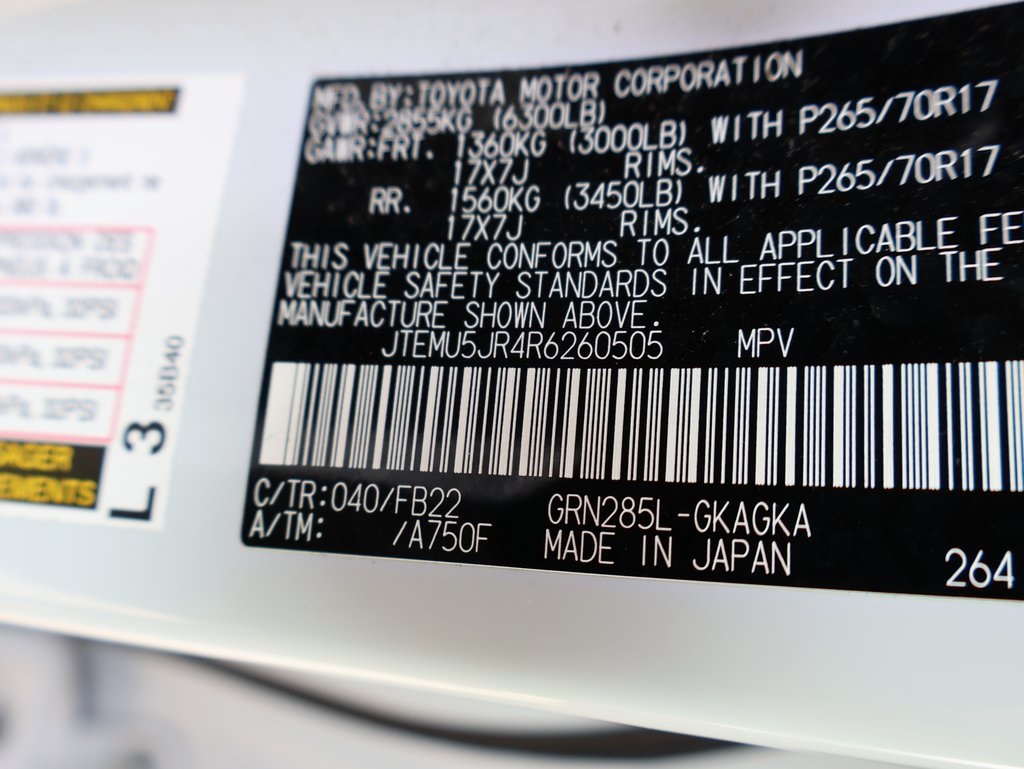 MFD.BY:TOYOTA MOTOR CORPORATION
GVWR:2855KG (6300LB)
GAWR:FRT. 1360KG (3000LB) WITH P265/70R17
17X7J RIMS.
RR. 1560KG (3450LB) WITH P265/70R17
17X7J RIMS.
THIS VEHICLE CONFORMS TO ALL APPLICABLE FE
VEHICLE SAFETY STANDARDS IN EFFECT ON THE
MANUFACTURE SHOWN ABOVE.
JTEMU5JR4R6260505 MPV
C/TR:040/FB22 GRN285L-GKAGKA
A/TM: /A750F MADE IN JAPAN
264
A FROID
32PSI
32PSI
32PSI
L 3 35B40